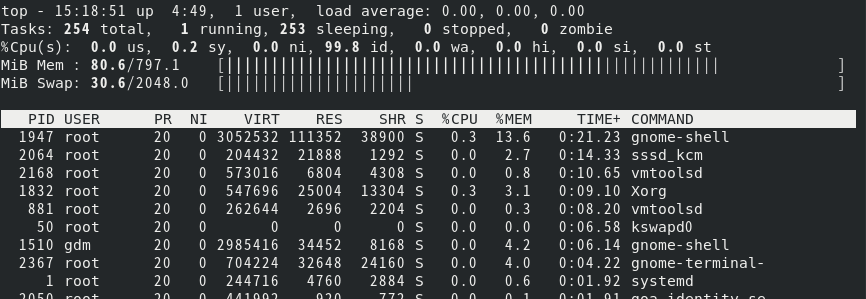 top - 15:18:51 up  4:49,  1 user,  load average: 0.00, 0.00, 0.00
Tasks: 254 total,   1 running, 253 sleeping,   0 stopped,   0 zombie
%Cpu(s):  0.0 us,  0.2 sy,  0.0 ni, 99.8 id,  0.0 wa,  0.0 hi,  0.0 si,  0.0 st
MiB Mem : 80.6/797.1    [||||||||||||||||||||||||||||||||||||||||||||||||||||||||             ]
MiB Swap: 30.6/2048.0   [|||||||||||||||||||||                                                ]
PID USER      PR  NI    VIRT    RES    SHR S  %CPU  %MEM     TIME+ COMMAND
1947 root      20   0 3052532 111352  38900 S   0.3  13.6   0:21.23 gnome-shell
2064 root      20   0  204432  21888   1292 S   0.0   2.7   0:14.33 sssd_kcm
2168 root      20   0  573016   6804   4308 S   0.0   0.8   0:10.65 vmtoolsd
1832 root      20   0  547696  25004  13304 S   0.3   3.1   0:09.10 Xorg
881 root      20   0  262644   2696   2204 S   0.0   0.3   0:08.20 vmtoolsd
50 root      20   0       0      0      0 S   0.0   0.0   0:06.58 kswapd0
1510 gdm       20   0 2985416  34452   8168 S   0.0   4.2   0:06.14 gnome-shell
2367 root      20   0  704224  32648  24160 S   0.0   4.0   0:04.22 gnome-terminal-
1 root      20   0  244716   4760   2884 S   0.0   0.6   0:01.92 systemd
2050 root      20   0  441992    920    772 S   0.0   0.1   0:01.91 goa-identity-se